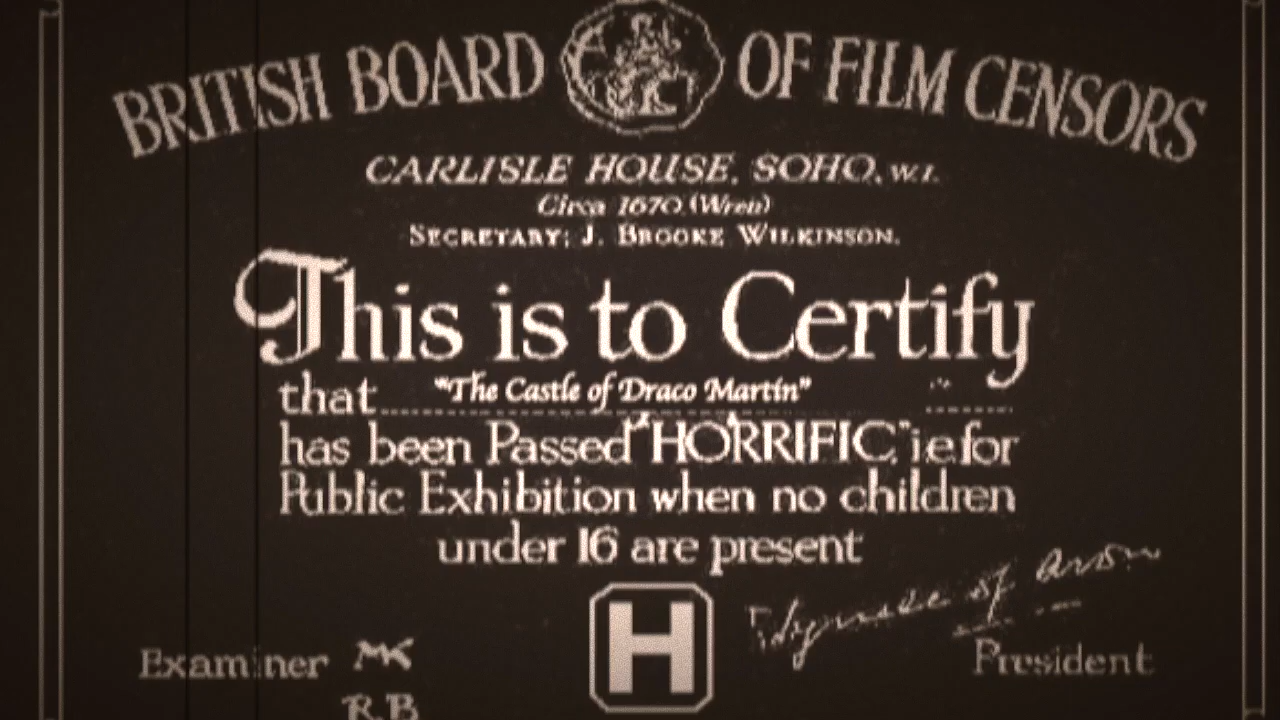 BRITISH BOARD OF FILM CENSORS
CARLISLE HOUSE, SOHO, W.1.
Circa 1670. (Wren)
SECRETARY; J. BROOKE WILKINSON.
This is to Certify
that "The Castle of Draco Martin"
has been Passed "HORRIFIC" i.e for
Public Exhibition when no children
under 16 are present
H
Examiner MK
R.B
President